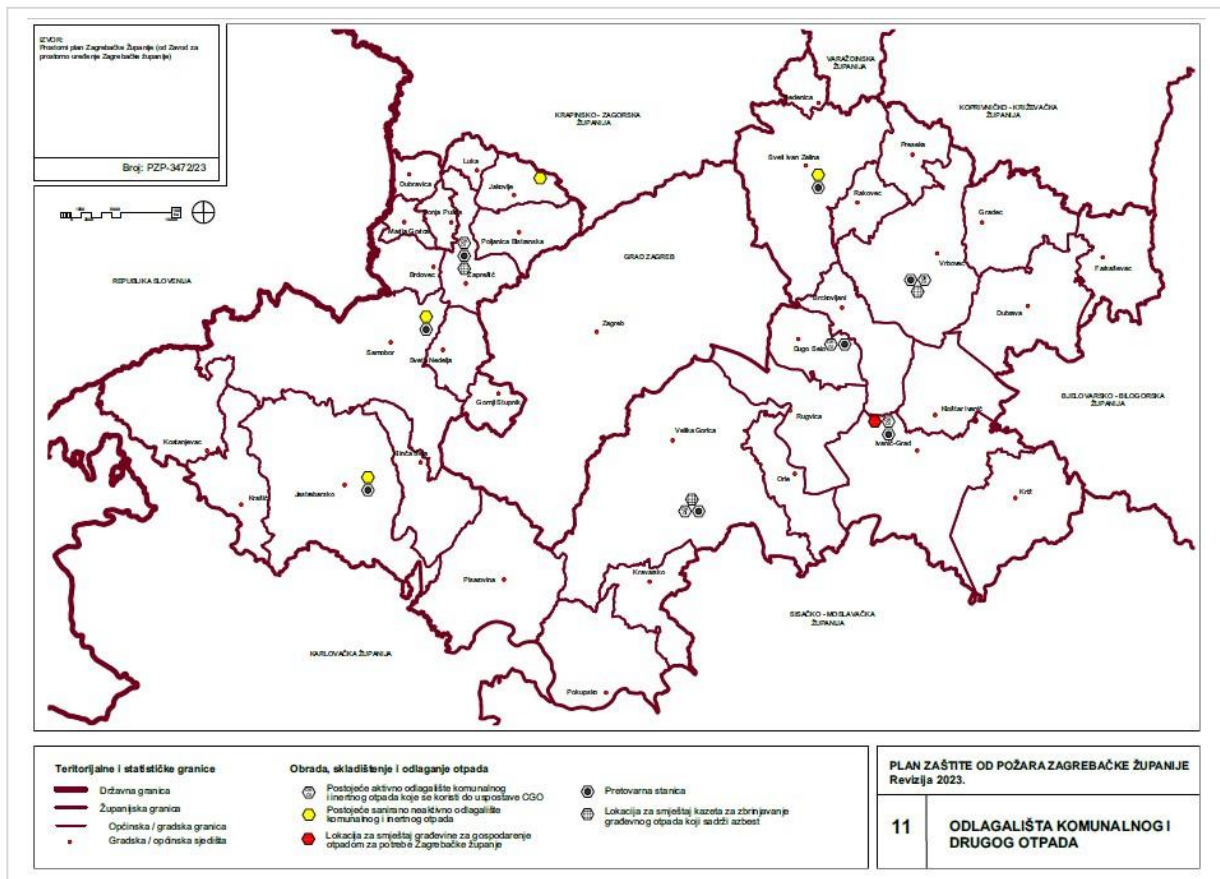 IZVOR:
Prostorni plan Zagrebačke Županije (od Zavod za
prostorno uređenje Zagrebačke županije)
Broj: PZP-3472/23
VARAŽDINSKA
ŽUPANIJA
KRAPINSKO - ZAGORSKA
ŽUPANIJA
KOPRIVNIČKO - KRIŽEVAČKA
ŽUPANIJA
Bedenica
Preseka
Luka
Sveti Ivan Zelina
Dubravica
Jakovlje
Rakovec
Gradec
Donja Pušća
Marija Gorica
Poljanica Bistranska
GRAD ZAGREB
Vrbovec
Farkaševac
Brdovec
Zaprešić
REPUBLIKA SLOVENIJA
Brckovljani
Dubrava
Zagreb
Samobor
Sveta Nedelja
Dugo Selo
Gornji Stupnik
BJELOVARSKO - BILOGORSKA
ŽUPANIJA
Rugvica
Kloštar Ivanić
Kostanjevac
Velika Gorica
Ivanić-Grad
Klinča Sela
Jastrebarsko
Orle
Krašić
Križ
Pisarovina
Kravarsko
SISAČKO - MOSLAVAČKA
ŽUPANIJA
KARLOVAČKA ŽUPANIJA
Pokupsko
Teritorijalne i statističke granice
Državna granica
Županijska granica
Općinska / gradska granica
Gradska / općinska sjedišta
Obrada, skladištenje i odlaganje otpada
Postojeće aktivno odlagalište komunalnog
i inertnog otpada koje se koristi do uspostave CGO
Postojeće sanirano neaktivno odlagalište
komunalnog i inertnog otpada
Lokacija za smještaj građevine za gospodarenje
otpadom za potrebe Zagrebačke županje
Pretovarna stanica
Lokacija za smještaj kazeta za zbrinjavanje
građevnog otpada koji sadrži azbest
PLAN ZAŠTITE OD POŽARA ZAGREBAČKE ŽUPANIJE
Revizija 2023.
11
ODLAGALIŠTA KOMUNALNOG I
DRUGOG OTPADA